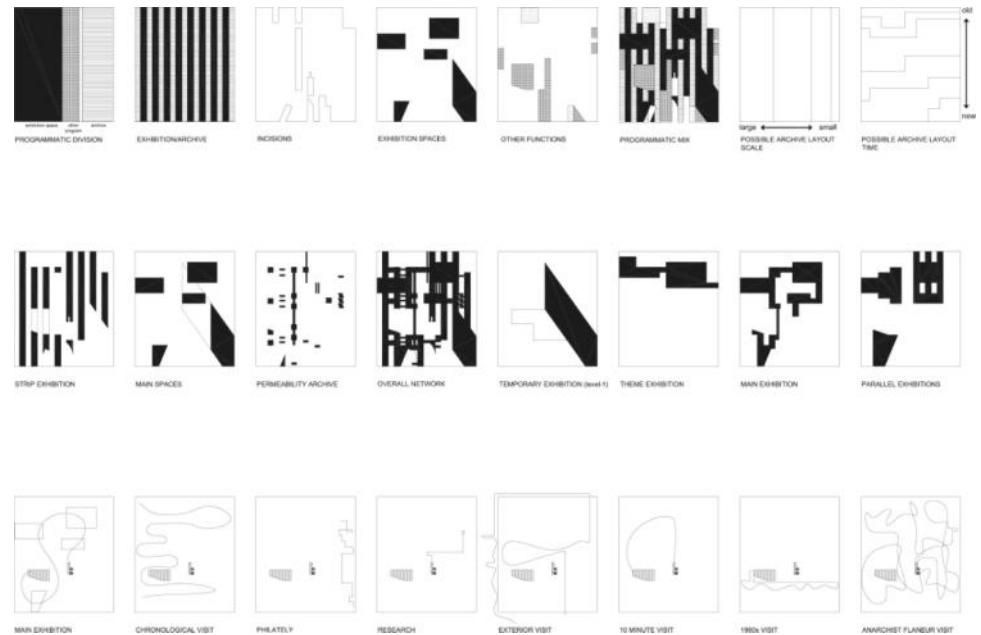 old
new
exhibition space other program archive
PROGRAMMATIC DIVISION
EXHIBITION/ARCHIVE
INCISIONS
EXHIBITION SPACES
OTHER FUNCTIONS
PROGRAMMATIC MIX
large small
POSSIBLE ARCHIVE LAYOUT
SCALE
POSSIBLE ARCHIVE LAYOUT
TIME
STRIP EXHIBITION
MAIN SPACES
PERMEABILITY ARCHIVE
OVERALL NETWORK
TEMPORARY EXHIBITION (level-1)
THEME EXHIBITION
MAIN EXHIBITION
PARALLEL EXHIBITIONS
MAIN EXHIBITION
CHRONOLOGICAL VISIT
PHILATELY
RESEARCH
EXTERIOR VISIT
10 MINUTE VISIT
1980s VISIT
ANARCHIST FLANEUR VISIT